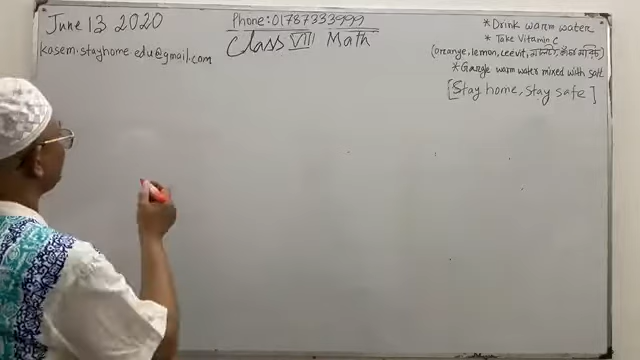 June 13 2020
kasem.stayhome.edu@gmail.com
Phone: 01787333999
Class VIII Math
* Drink warm water
* Take Vitamin C
(orange, lemon, ceevit,
* Gargle warm water mixed with salt
[Stay home, stay safe]